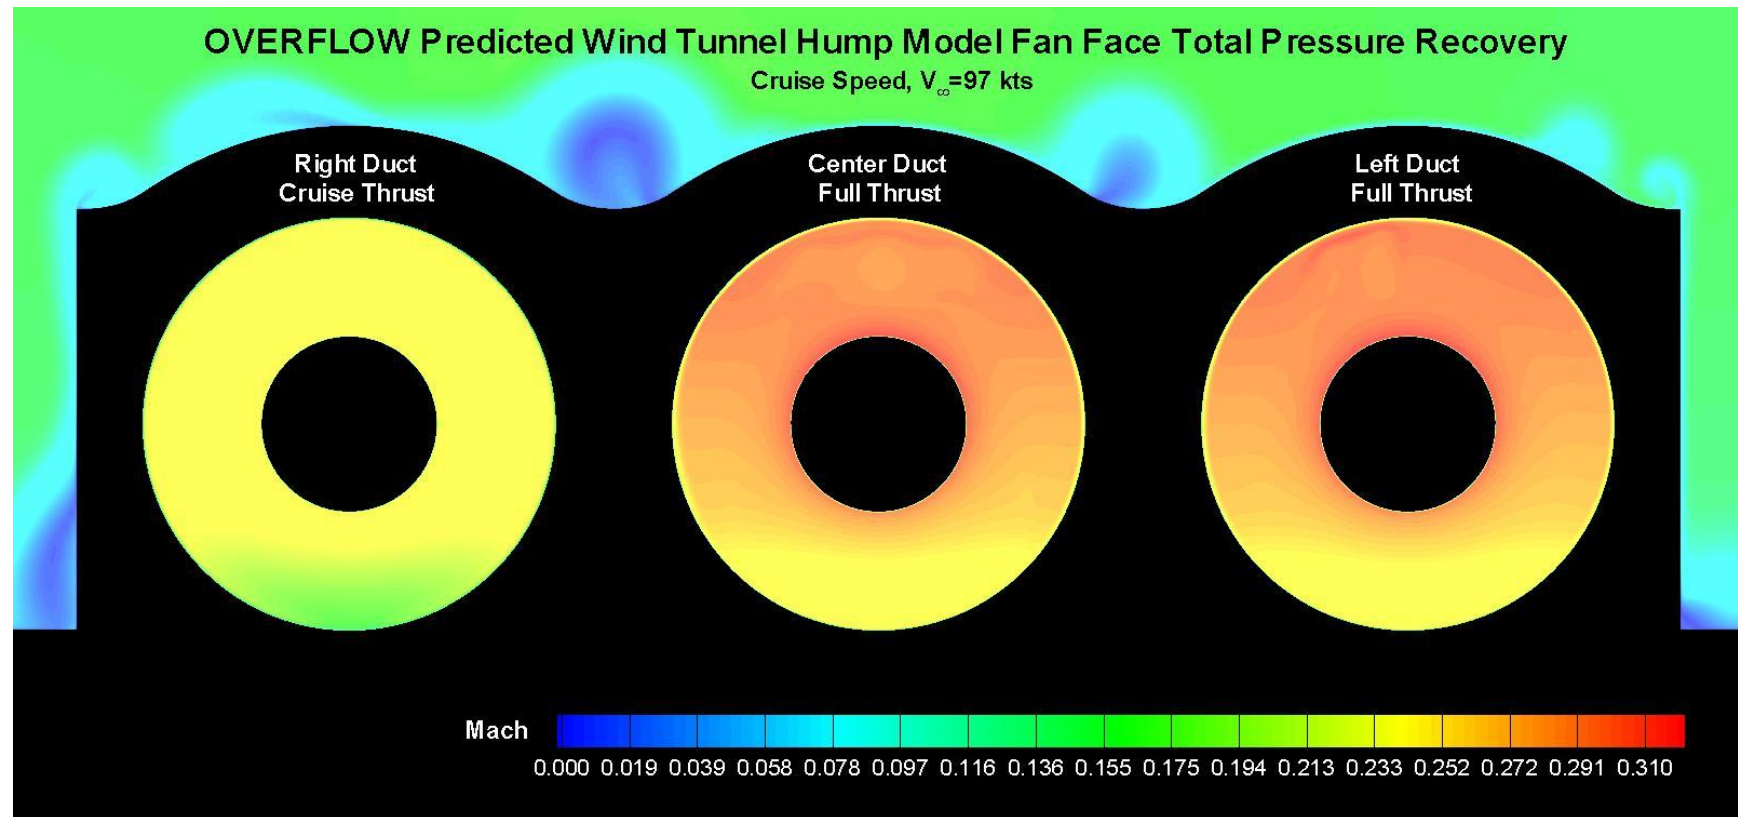 OVERFLOW Predicted Wind Tunnel Hump Model Fan Face Total Pressure Recovery
Cruise Speed, V∞=97 kts
Right Duct
Cruise Thrust
Center Duct
Full Thrust
Left Duct
Full Thrust
Mach
0.000 0.019 0.039 0.058 0.078 0.097 0.116 0.136 0.155 0.175 0.194 0.213 0.233 0.252 0.272 0.291 0.310